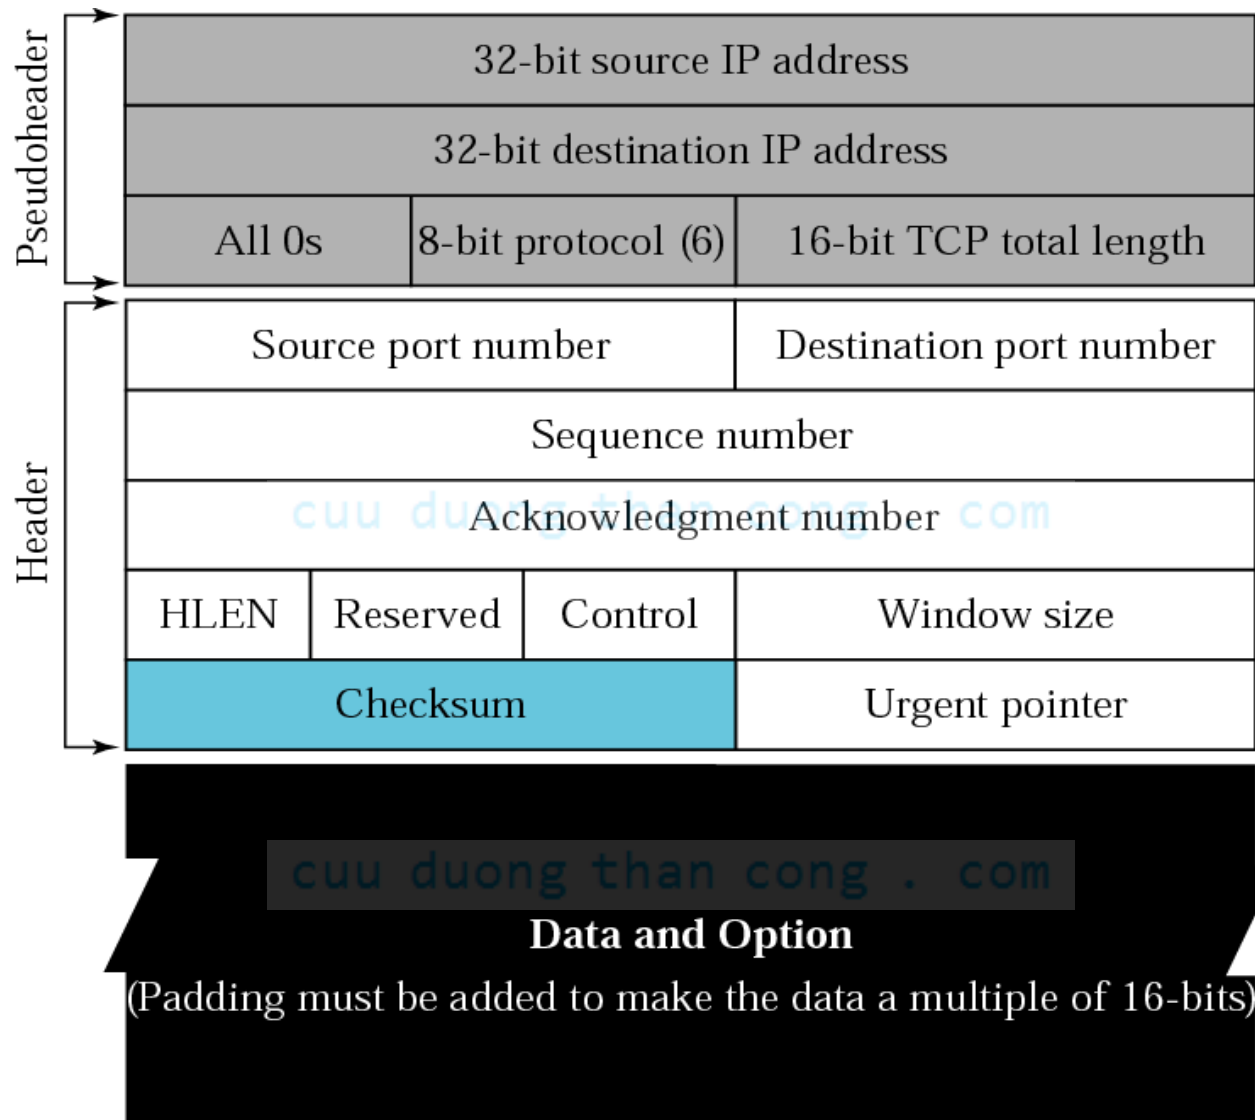 Pseudoheader
32-bit source IP address
32-bit destination IP address
All 0s
8-bit protocol (6)
16-bit TCP total length
Header
Source port number
Destination port number
Sequence number
cuu duong than cong . com
Acknowledgment number
HLEN
Reserved
Control
Window size
Checksum
Urgent pointer
cuu duong than cong . com
Data and Option
(Padding must be added to make the data a multiple of 16-bits)